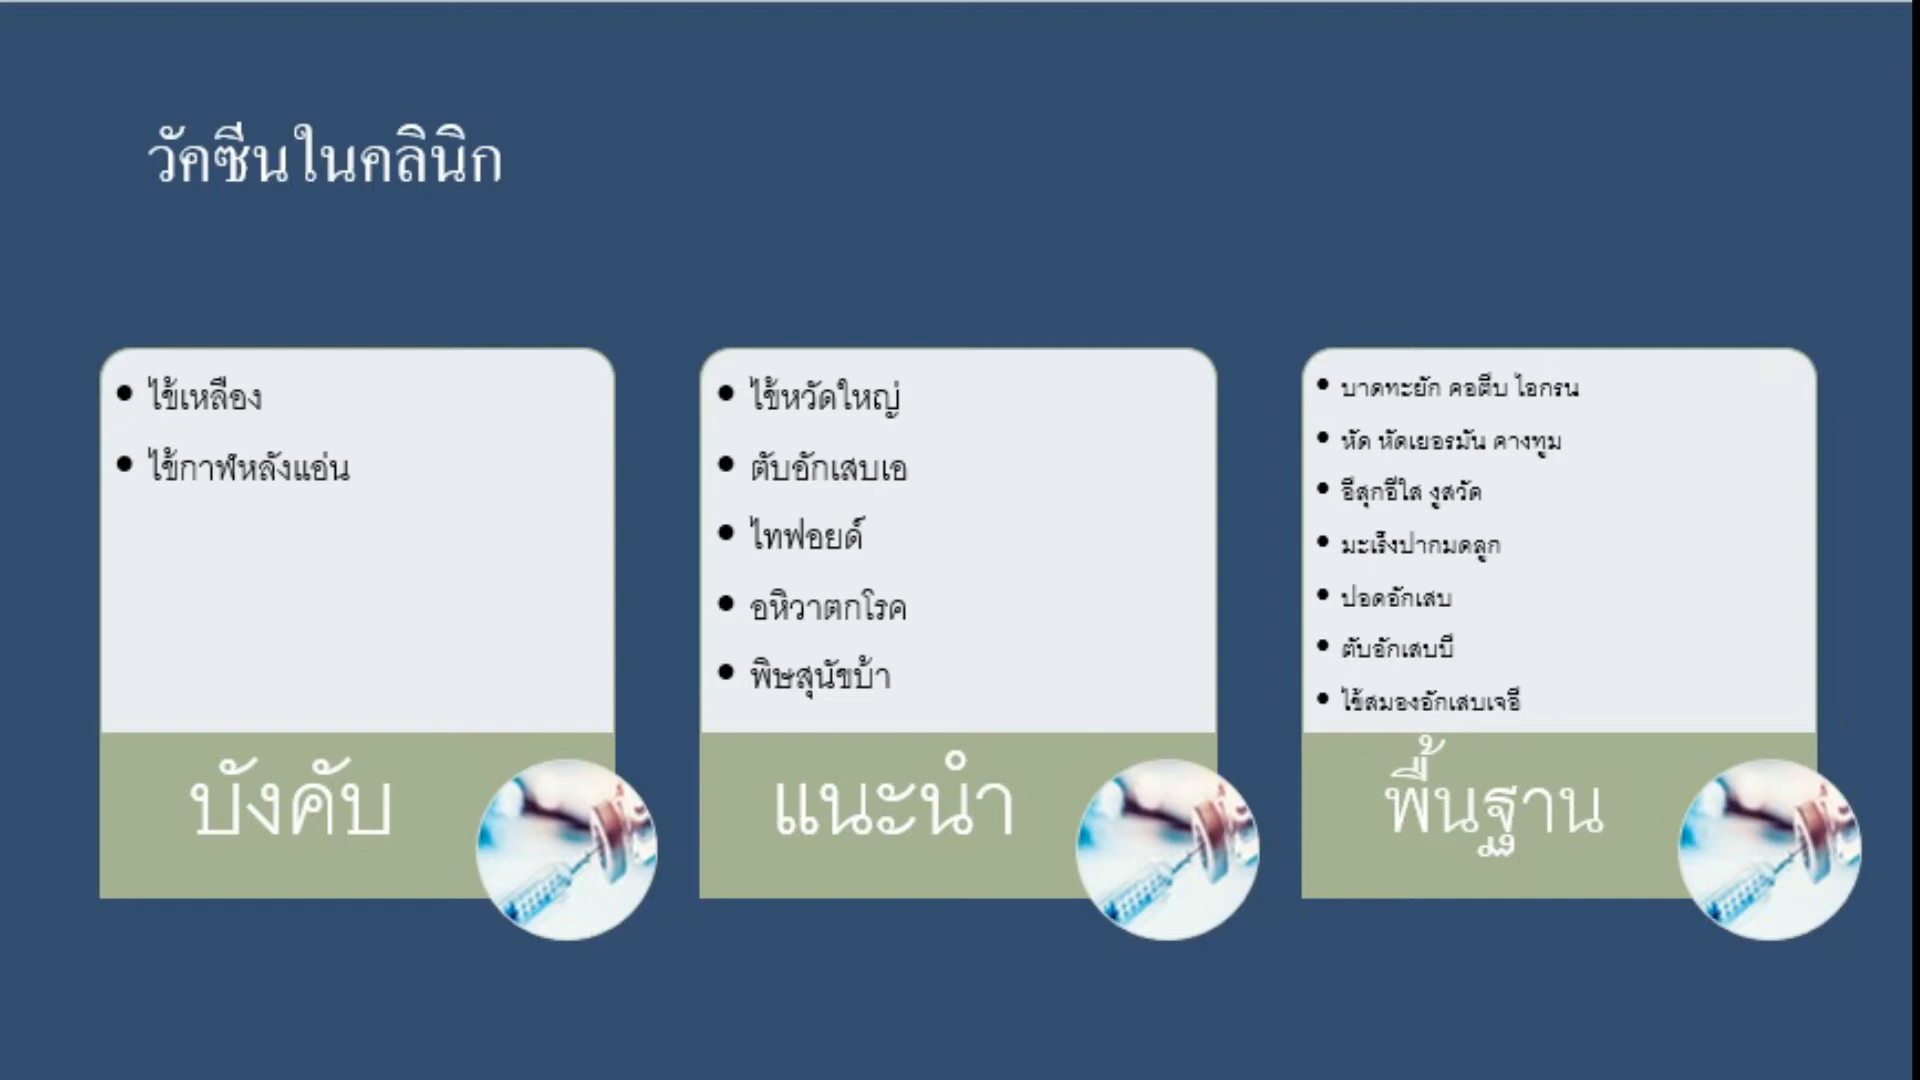 วัคซีนในคลินิก
• ไข้เหลือง
• ไข้กาฬหลังแอ่น
บังคับ
• ไข้หวัดใหญ่
• ตับอักเสบเอ
• ไทฟอยด์
• อหิวาตกโรค
• พิษสุนัขบ้า
แนะนำ
• บาดทะยัก คอตีบ ไอกรน
• หัด หัดเยอรมัน คางทูม
• อีสุกอีใส งูสวัด
• มะเร็งปากมดลูก
• ปอดอักเสบ
• ตับอักเสบบี
• ไข้สมองอักเสบเจอี
พื้นฐาน